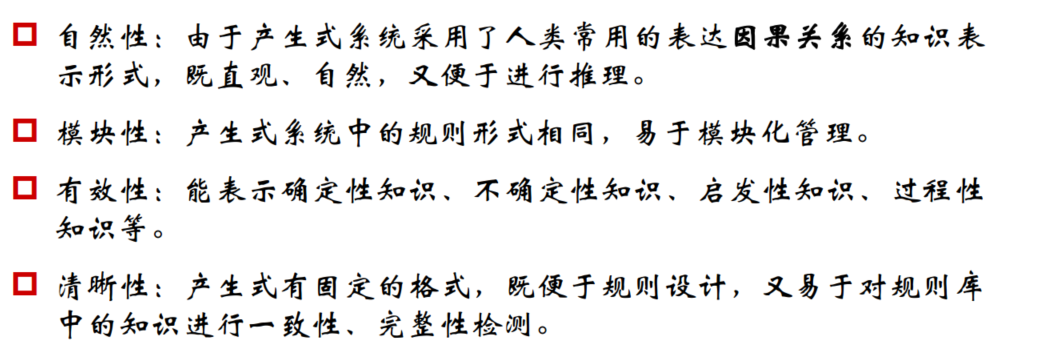 自然性：由于产生式系统采用了人类常用的表达因果关系的知识表
示形式，既直观、自然，又便于进行推理。
模块性：产生式系统中的规则形式相同，易于模块化管理。
有效性：能表示确定性知识、不确定性知识、启发性知识、过程性
知识等。
清晰性：产生式有固定的格式，既便于规则设计，又易于对规则库
中的知识进行一致性、完整性检测。